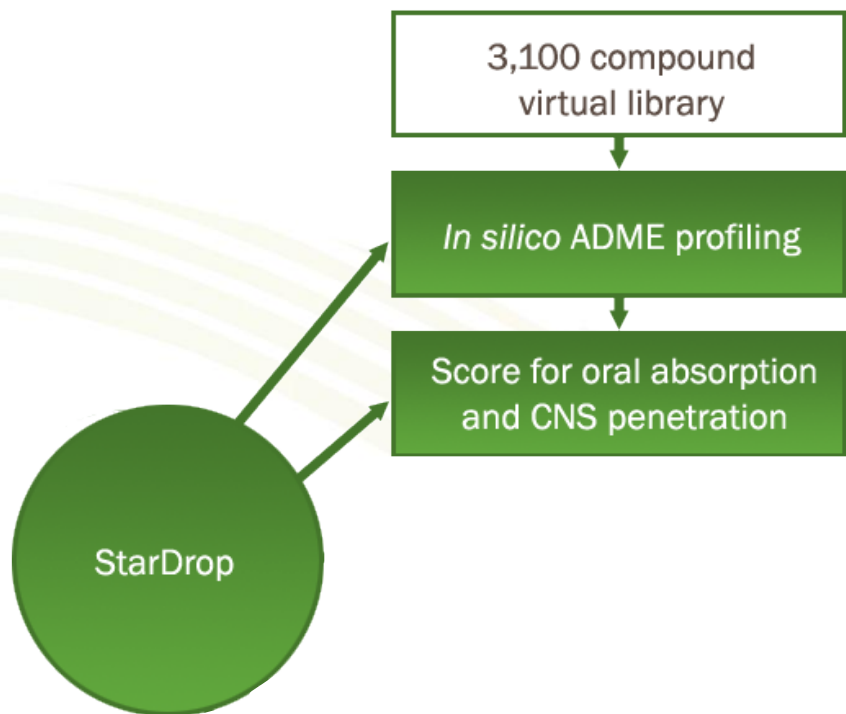 3,100 compound
virtual library
In silico ADME profiling
Score for oral absorption
and CNS penetration
StarDrop